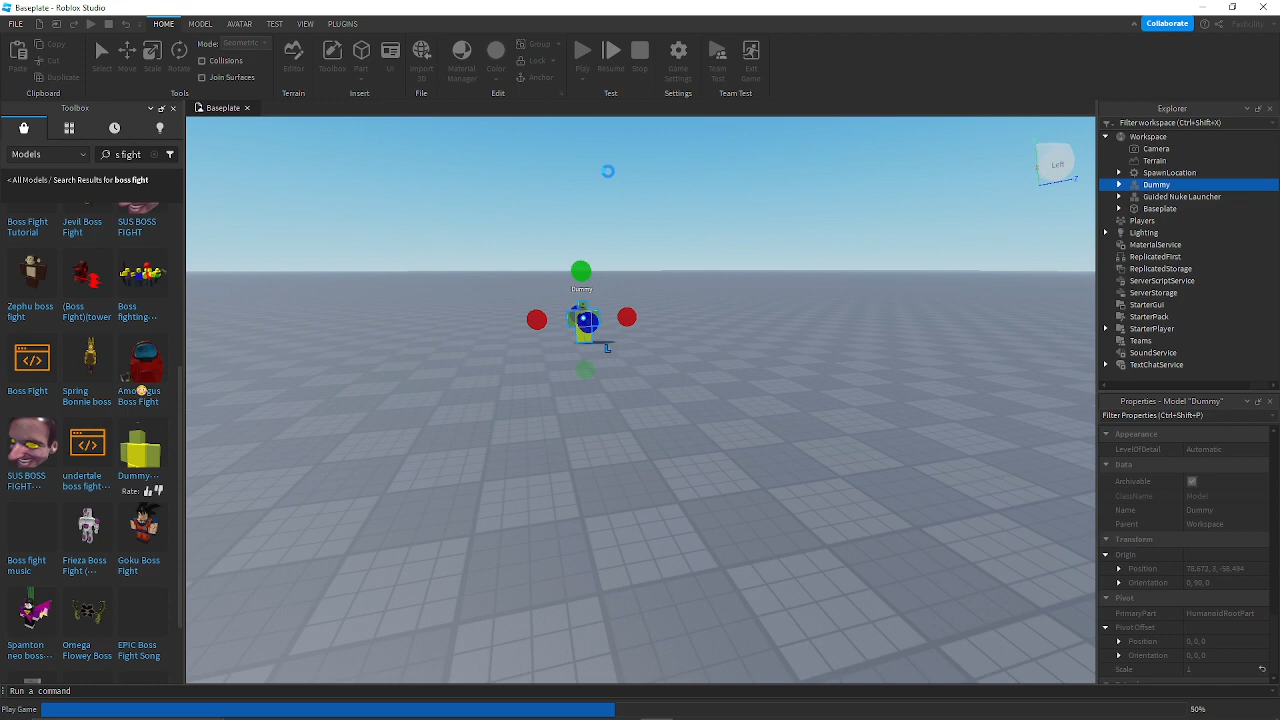 Baseplate - Roblox Studio
FILE
HOME MODEL AVATAR TEST VIEW PLUGINS
Collaborate
Paste
Copy
Cut
Duplicate
Clipboard
Select Move Scale Rotate
Mode: Geometric
Collisions
Join Surfaces
Tools
Editor
Terrain
Toolbox Part UI
Insert
Import 3D
File
Material Manager
Color
Group
Lock
Anchor
Edit
Play Resume Stop
Test
Game Settings
Settings
Team Test
Exit Game
Team Test
Toolbox
Models
s fight
<All Models / Search Results for boss fight
Boss Fight Tutorial
Jevil Boss Fight
SUS BOSS FIGHT
Zephu boss fight
(Boss Fight)(tower
Boss fighting...
Boss Fight
Spring Bonnie boss
Boss Fight
SUS BOSS FIGHT-...
undertale boss fight...
Dummy-...
Rate:
Boss fight music
Frieza Boss Fight (...
Goku Boss Fight
Spamton neo boss...
Omega Flowey Boss
EPIC Boss Fight Song
Baseplate
Dummy
L
Left
Z
Explorer
Filter workspace (Ctrl+Shift+X)
Workspace
Camera
Terrain
SpawnLocation
Dummy
Guided Nuke Launcher
Baseplate
Players
Lighting
MaterialService
ReplicatedFirst
ReplicatedStorage
ServerScriptService
ServerStorage
StarterGui
StarterPack
StarterPlayer
Teams
SoundService
TextChatService
Properties - Model "Dummy"
Filter Properties (Ctrl+Shift+P)
Appearance
LevelOfDetail Automatic
Data
Archivable
ClassName Model
Name Dummy
Parent Workspace
Transform
Origin
Position 78.672, 3, -58.494
Orientation 0, 90, 0
Pivot
PrimaryPart HumanoidRootPart
Pivot Offset
Position 0, 0, 0
Orientation 0, 0, 0
Scale 1
Run a command
Play Game
50%